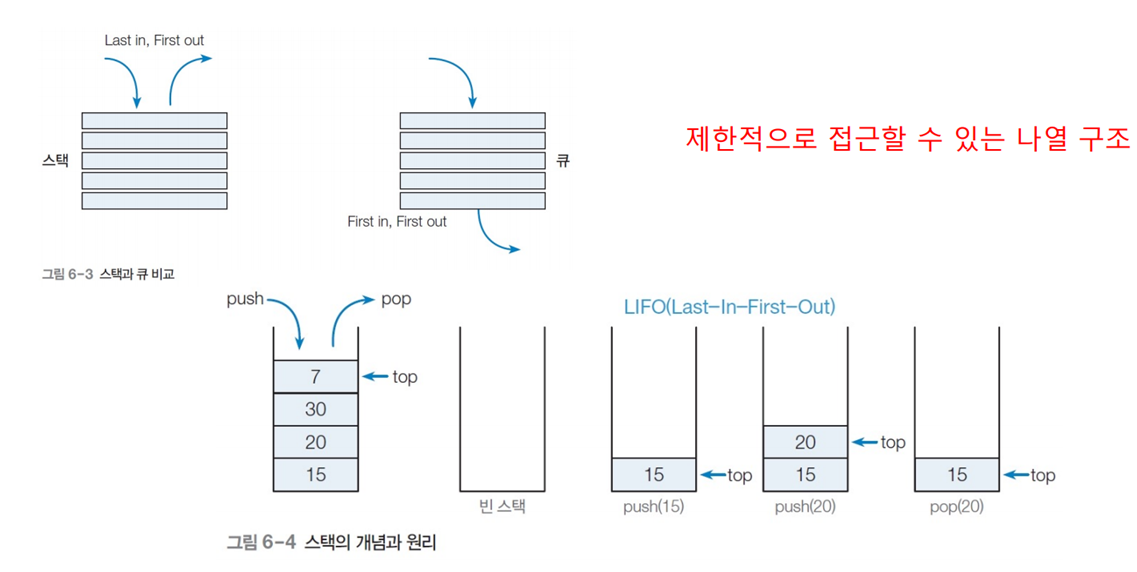 Last in, First out
스택
큐
First in, First out
제한적으로 접근할 수 있는 나열 구조
그림 6-3 스택과 큐 비교
push
pop
7
top
30
20
15
빈 스택
LIFO(Last-In-First-Out)
15
top
push(15)
20
top
15
push(20)
15
top
pop(20)
그림 6-4 스택의 개념과 원리